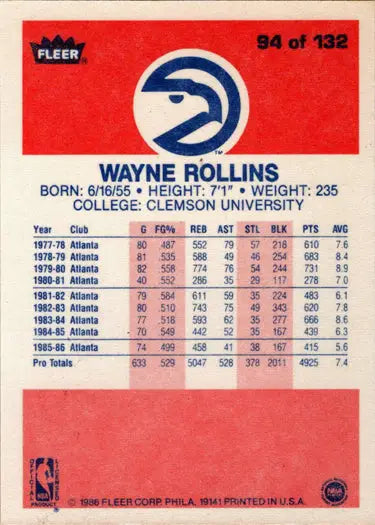 FLEER
94 of 132
TM
WAYNE ROLLINS
BORN: 6/16/55 • HEIGHT: 7'1" • WEIGHT: 235
COLLEGE: CLEMSON UNIVERSITY
Year Club G FG% REB AST STL BLK PTS AVG
1977-78 Atlanta 80 .487 552 79 57 218 610 7.6
1978-79 Atlanta 81 .535 588 49 46 254 683 8.4
1979-80 Atlanta 82 .558 774 76 54 244 731 8.9
1980-81 Atlanta 40 .552 286 35 29 117 278 7.0
1981-82 Atlanta 79 .584 611 59 35 224 483 6.1
1982-83 Atlanta 80 .510 743 75 49 343 620 7.8
1983-84 Atlanta 77 .518 593 62 35 277 666 8.6
1984-85 Atlanta 70 .549 442 52 35 167 439 6.3
1985-86 Atlanta 74 .499 458 41 38 167 415 5.6
Pro Totals 633 .529 5047 528 378 2011 4925 7.4
OFFICIAL LICENSED
NBA
PRODUCT
NBA
© 1986 FLEER CORP. PHILA. 19141 PRINTED IN U.S.A.